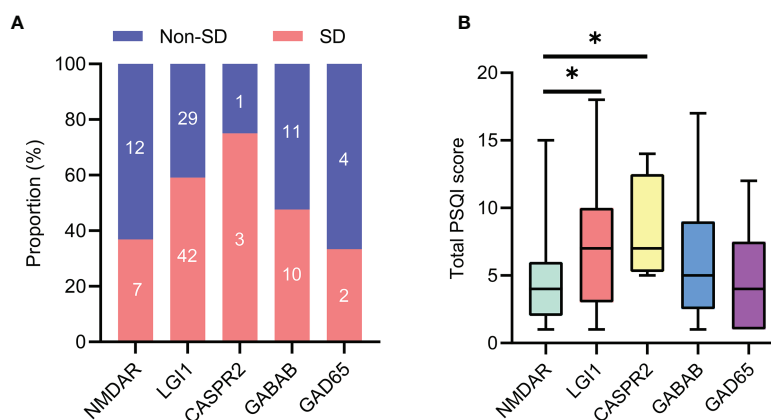 A
Non-SD SD
Proportion (%)
100
80
60
40
20
0
12
29
1
11
4
7
42
3
10
2
NMDAR
LGI1
CASPR2
GABAB
GAD65
B
Total PSQI score
20
15
10
5
0
*
*
NMDAR
LGI1
CASPR2
GABAB
GAD65